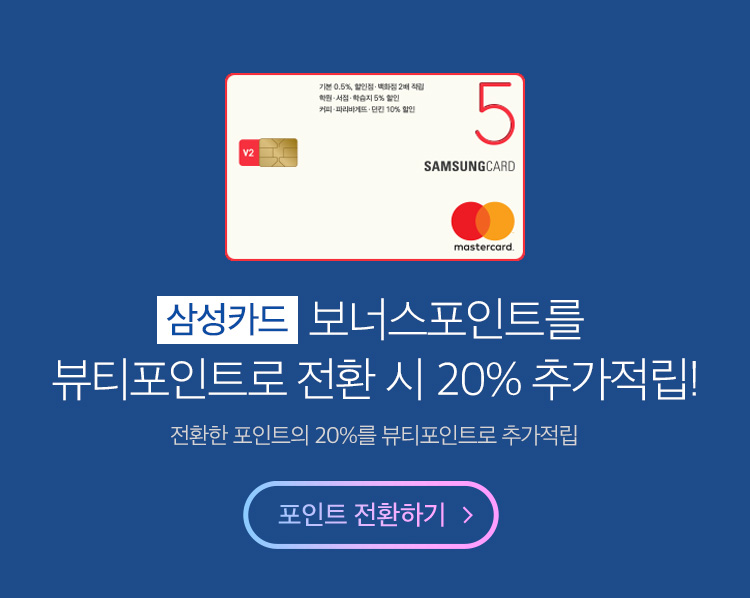 기본 0.5%, 할인점·백화점 2배 적립
학원·서점·학습지 5% 할인
커피·파리바게뜨·던킨 10% 할인
5
V2
SAMSUNGCARD
mastercard.
삼성카드 보너스포인트를
뷰티포인트로 전환 시 20% 추가적립!
전환한 포인트의 20%를 뷰티포인트로 추가적립
포인트 전환하기 >